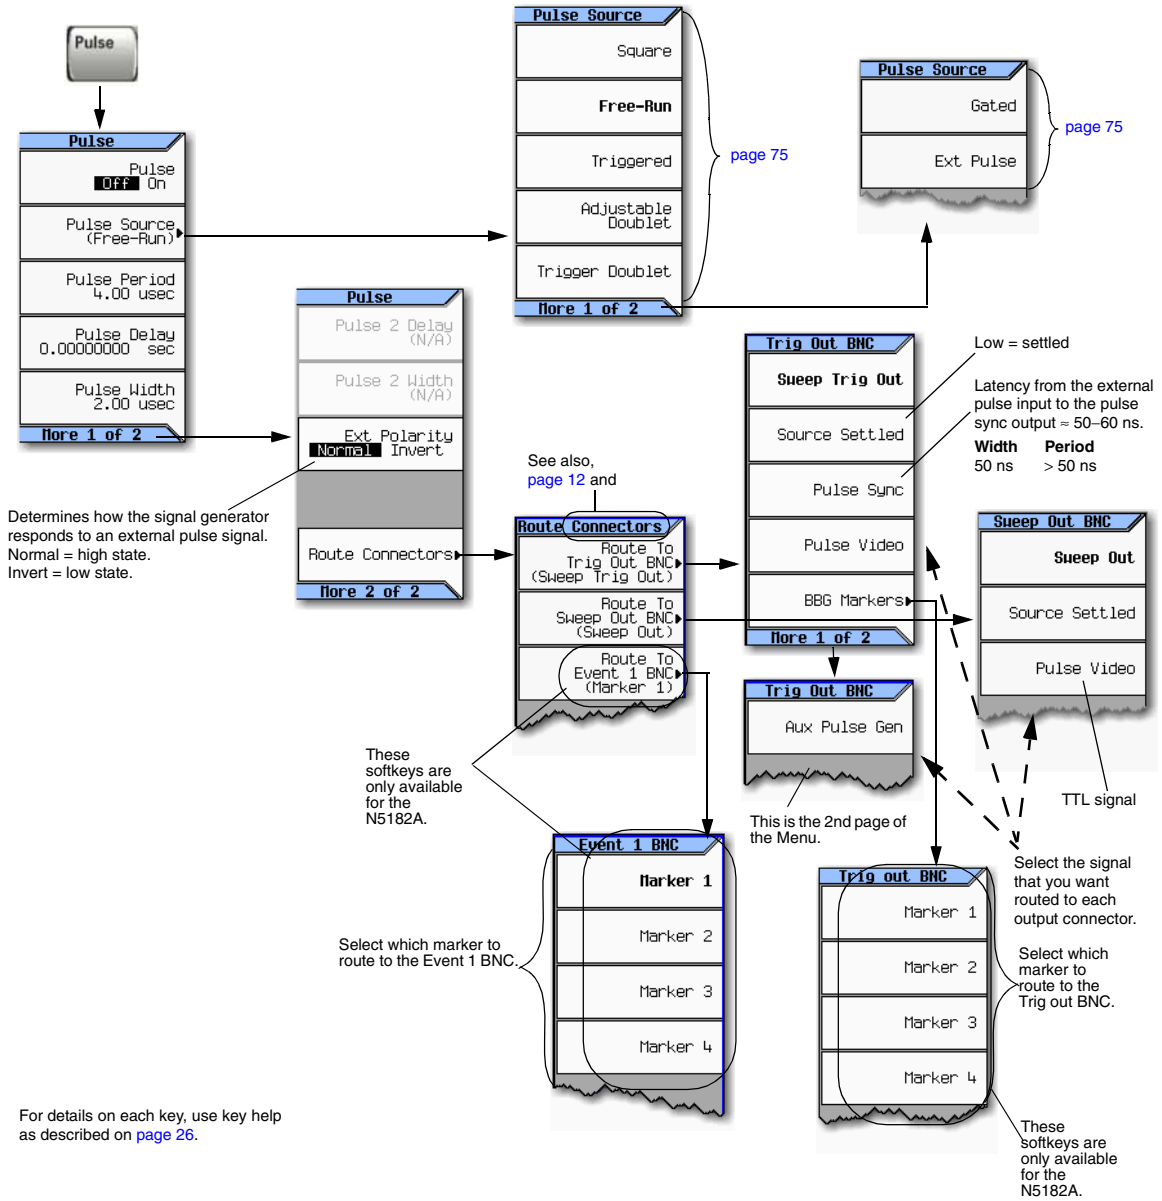 Pulse
Pulse
Pulse
Off On
Pulse Source
(Free-Run)
Pulse Period
4.00 usec
Pulse Delay
0.00000000 sec
Pulse Width
2.00 usec
More 1 of 2
Pulse Source
Square
Free-Run
Triggered
Adjustable
Doublet
Trigger Doublet
More 1 of 2
page 75
Pulse Source
Gated
Ext Pulse
page 75
Pulse
Pulse 2 Delay
(N/A)
Pulse 2 Width
(N/A)
Ext Polarity
Normal Invert
Route Connectors
More 2 of 2
Determines how the signal generator
responds to an external pulse signal.
Normal = high state.
Invert = low state.
See also,
page 12 and
Route Connectors
Route To
Trig Out BNC
(Sweep Trig Out)
Route To
Sweep Out BNC
(Sweep Out)
Route To
Event 1 BNC
(Marker 1)
Trig Out BNC
Sweep Trig Out
Source Settled
Pulse Sync
Pulse Video
BBG Markers
More 1 of 2
Low = settled
Latency from the external
pulse input to the pulse
sync output ≈ 50–60 ns.
Width Period
50 ns > 50 ns
Sweep Out BNC
Sweep Out
Source Settled
Pulse Video
TTL signal
Trig Out BNC
Aux Pulse Gen
This is the 2nd page of
the Menu.
These
softkeys are
only available
for the
N5182A.
Event 1 BNC
Marker 1
Marker 2
Marker 3
Marker 4
Select which marker to
route to the Event 1 BNC.
Trig out BNC
Marker 1
Marker 2
Marker 3
Marker 4
Select the signal
that you want
routed to each
output connector.
Select which
marker to
route to the
Trig out BNC.
These
softkeys are
only available
for the
N5182A.
For details on each key, use key help
as described on page 26.